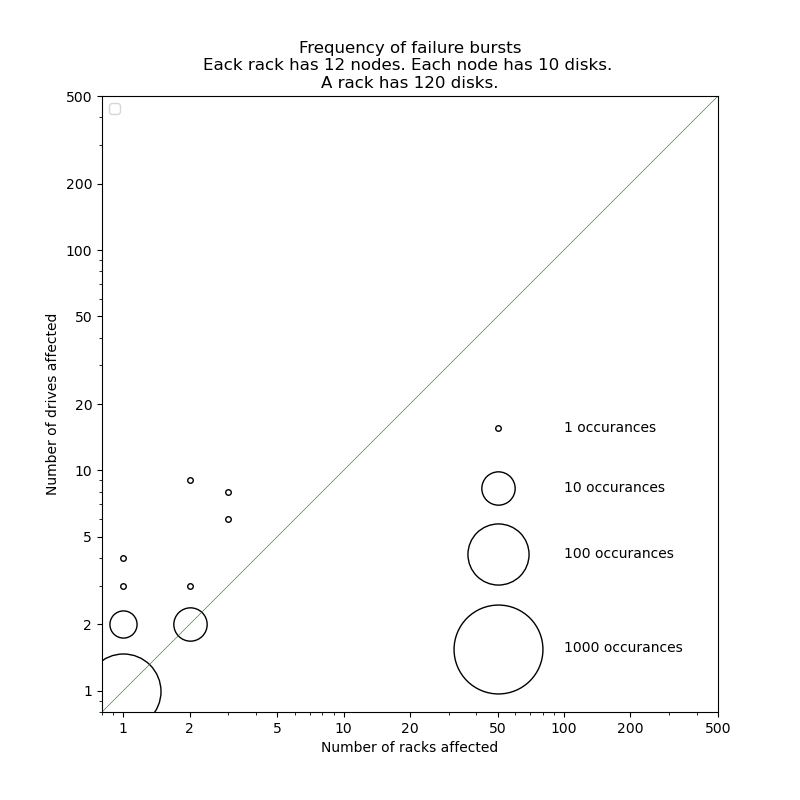 Frequency of failure bursts
Eack rack has 12 nodes. Each node has 10 disks.
A rack has 120 disks.
500
200
100
50
20
10
5
2
1
Number of drives affected
1 occurances
10 occurances
100 occurances
1000 occurances
1 2 5 10 20 50 100 200 500
Number of racks affected